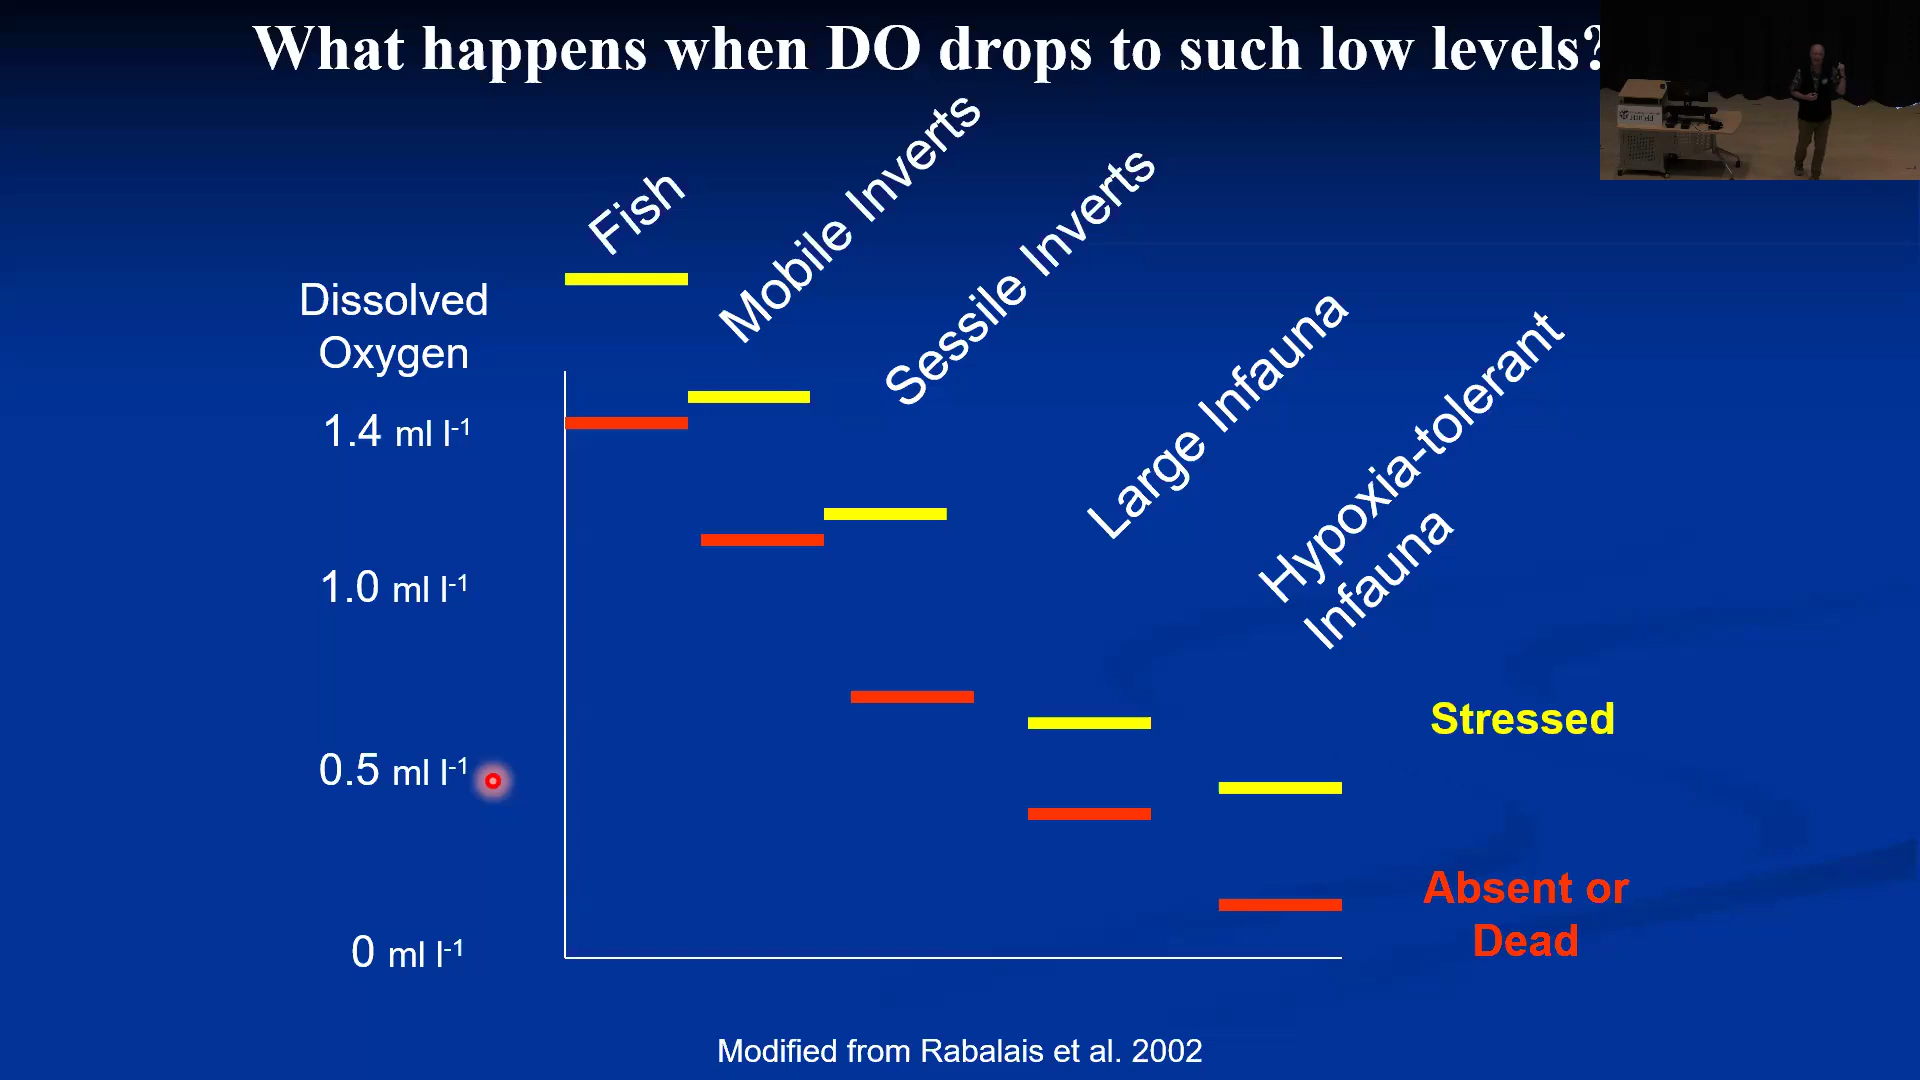 What happens when DO drops to such low levels?
Fish
Mobile Inverts
Sessile Inverts
Large Infauna
Hypoxia-tolerant
Infauna
Dissolved
Oxygen
1.4 ml l-1
1.0 ml l-1
0.5 ml l-1
0 ml l-1
Stressed
Absent or
Dead
Modified from Rabalais et al. 2002